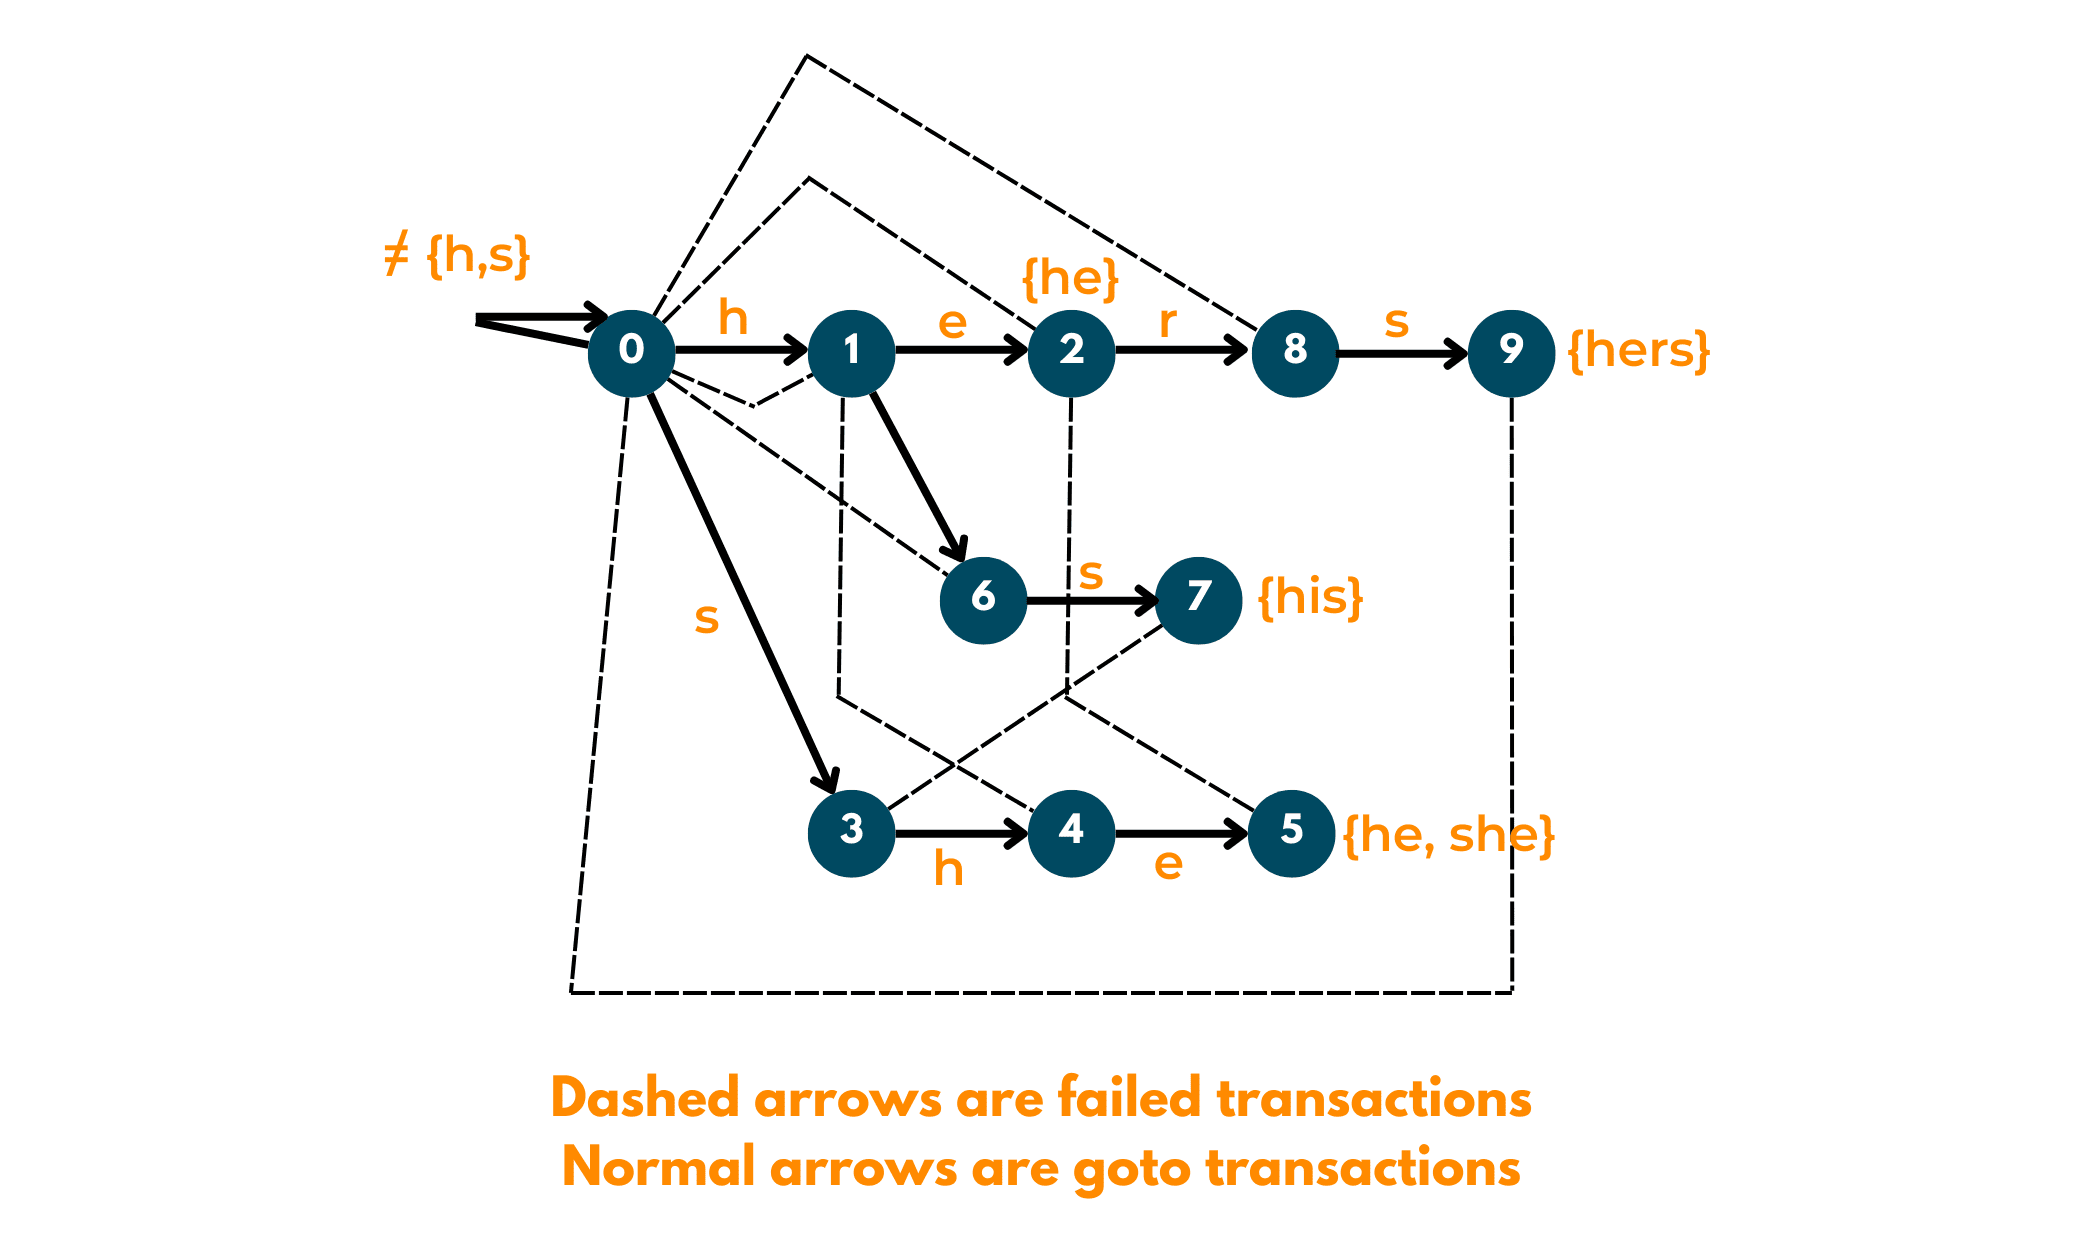 ≠ {h,s}
{he}
h
e
r
s
0
1
2
8
9
{hers}
s
6
7
{his}
s
3
4
5
{he, she}
h
e
Dashed arrows are failed transactions
Normal arrows are goto transactions